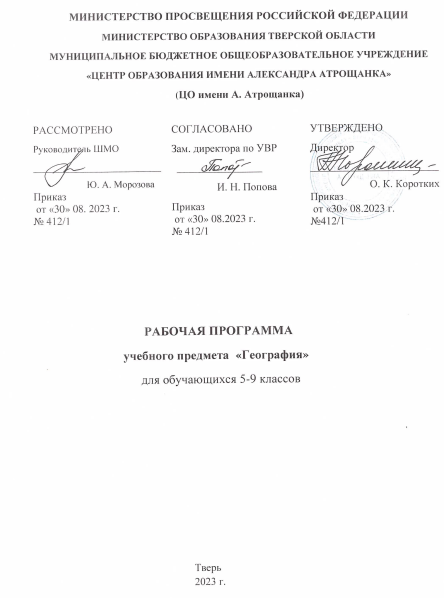 МИНИСТЕРСТВО ПРОСВЕЩЕНИЯ РОССИЙСКОЙ ФЕДЕРАЦИИ
МИНИСТЕРСТВО ОБРАЗОВАНИЯ ТВЕРСКОЙ ОБЛАСТИ
МУНИЦИПАЛЬНОЕ БЮДЖЕТНОЕ ОБЩЕОБРАЗОВАТЕЛЬНОЕ УЧРЕЖДЕНИЕ
«ЦЕНТР ОБРАЗОВАНИЯ ИМЕНИ АЛЕКСАНДРА АТРОЩАНКА»
(ЦО имени А. Атрощанка)
РАССМОТРЕНО
Руководитель ШМО
Ю. А. Морозова
Приказ
от «30» 08. 2023 г.
№ 412/1
СОГЛАСОВАНО
Зам. директора по УВР
И. Н. Попова
Приказ
от «30» 08.2023 г.
№ 412/1
УТВЕРЖДЕНО
Директор
О. К. Коротких
Приказ
от «30» 08.2023 г.
№412/1
РАБОЧАЯ ПРОГРАММА
учебного предмета «География»
для обучающихся 5-9 классов
Тверь
2023 г.